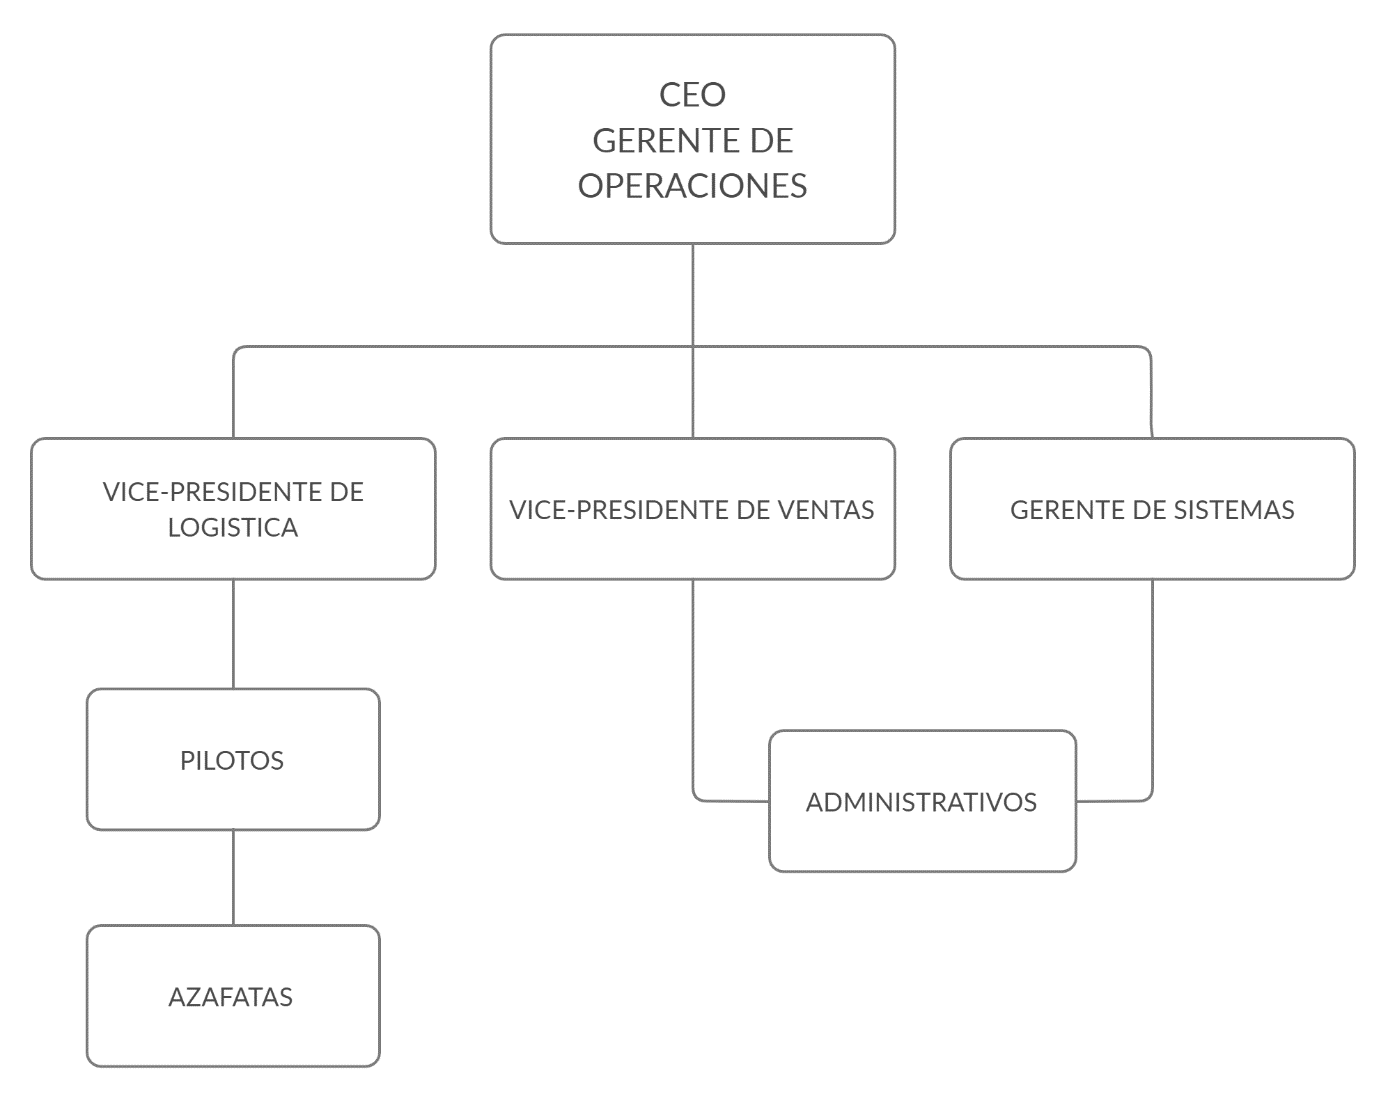 CEO
GERENTE DE
OPERACIONES
VICE-PRESIDENTE DE
LOGISTICA
VICE-PRESIDENTE DE VENTAS
GERENTE DE SISTEMAS
PILOTOS
ADMINISTRATIVOS
AZAFATAS